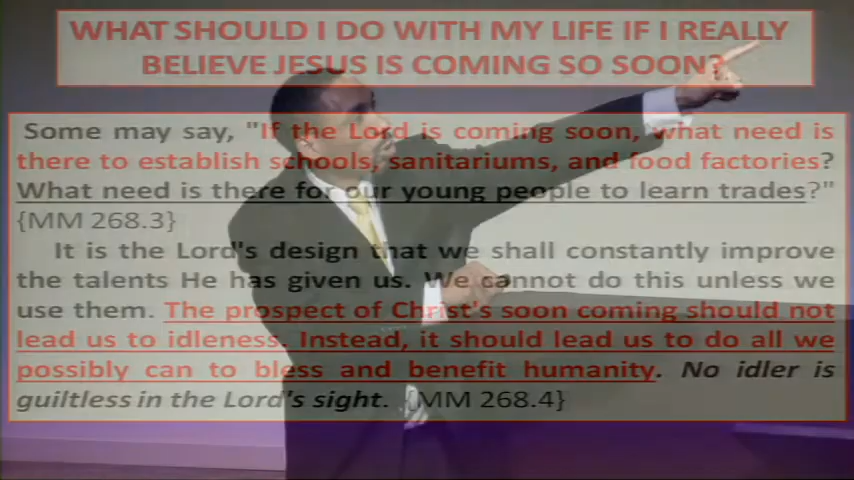 WHAT SHOULD I DO WITH MY LIFE IF I REALLY
BELIEVE JESUS IS COMING SO SOON?
Some may say, "If the Lord is coming soon, what need is
there to establish schools, sanitariums, and food factories?
What need is there for our young people to learn trades?"
{MM 268.3}
It is the Lord's design that we shall constantly improve
the talents He has given us. We cannot do this unless we
use them. The prospect of Christ's soon coming should not
lead us to idleness. Instead, it should lead us to do all we
possibly can to bless and benefit humanity. No idler is
guiltless in the Lord's sight. {MM 268.4}